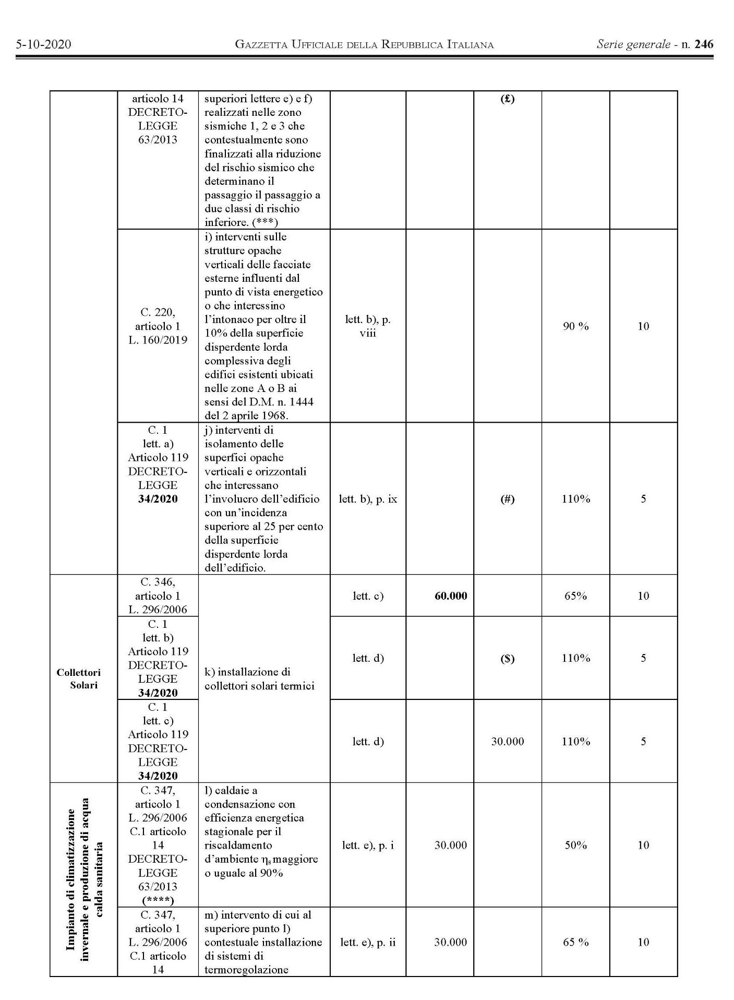 5-10-2020 GAZZETTA UFFICIALE DELLA REPUBBLICA ITALIANA Serie generale - n. 246
articolo 14
DECRETO-
LEGGE
63/2013
superiori lettere e) e f)
realizzati nelle zono
sismiche 1, 2 e 3 che
contestualmente sono
finalizzati alla riduzione
del rischio sismico che
determinano il
passaggio il passaggio a
due classi di rischio
inferiore. (***)
(£)
C. 220,
articolo 1
L. 160/2019
i) interventi sulle
strutture opache
verticali delle facciate
esterne influenti dal
punto di vista energetico
o che interessino
l’intonaco per oltre il
10% della superficie
disperdente lorda
complessiva degli
edifici esistenti ubicati
nelle zone A o B ai
sensi del D.M. n. 1444
del 2 aprile 1968.
lett. b), p.
viii
90 %
10
C. 1
lett. a)
Articolo 119
DECRETO-
LEGGE
34/2020
j) interventi di
isolamento delle
superfici opache
verticali e orizzontali
che interessano
l’involucro dell’edificio
con un’incidenza
superiore al 25 per cento
della superficie
disperdente lorda
dell’edificio.
lett. b), p. ix
(#)
110%
5
Collettori
Solari
C. 346,
articolo 1
L. 296/2006
k) installazione di
collettori solari termici
lett. c)
60.000
65%
10
C. 1
lett. b)
Articolo 119
DECRETO-
LEGGE
34/2020
lett. d)
($)
110%
5
C. 1
lett. c)
Articolo 119
DECRETO-
LEGGE
34/2020
lett. d)
30.000
110%
5
Impianto di climatizzazione
invernale e produzione di acqua
calda sanitaria
C. 347,
articolo 1
L. 296/2006
C.1 articolo
14
DECRETO-
LEGGE
63/2013
(****)
l) caldaie a
condensazione con
efficienza energetica
stagionale per il
riscaldamento
d’ambiente ηs maggiore
o uguale al 90%
lett. e), p. i
30.000
50%
10
C. 347,
articolo 1
L. 296/2006
C.1 articolo
14
m) intervento di cui al
superiore punto l)
contestuale installazione
di sistemi di
termoregolazione
lett. e), p. ii
30.000
65 %
10